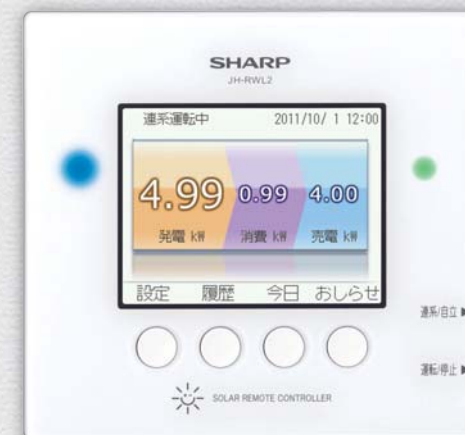 SHARP
JH-RWL2
連系運転中 2011/10/ 1 12:00
4.99 0.99 4.00
発電 kW 消費 kW 売電 kW
設定 履歴 今日 おしらせ
連系/自立 ▶
運転/停止 ▶
SOLAR REMOTE CONTROLLER